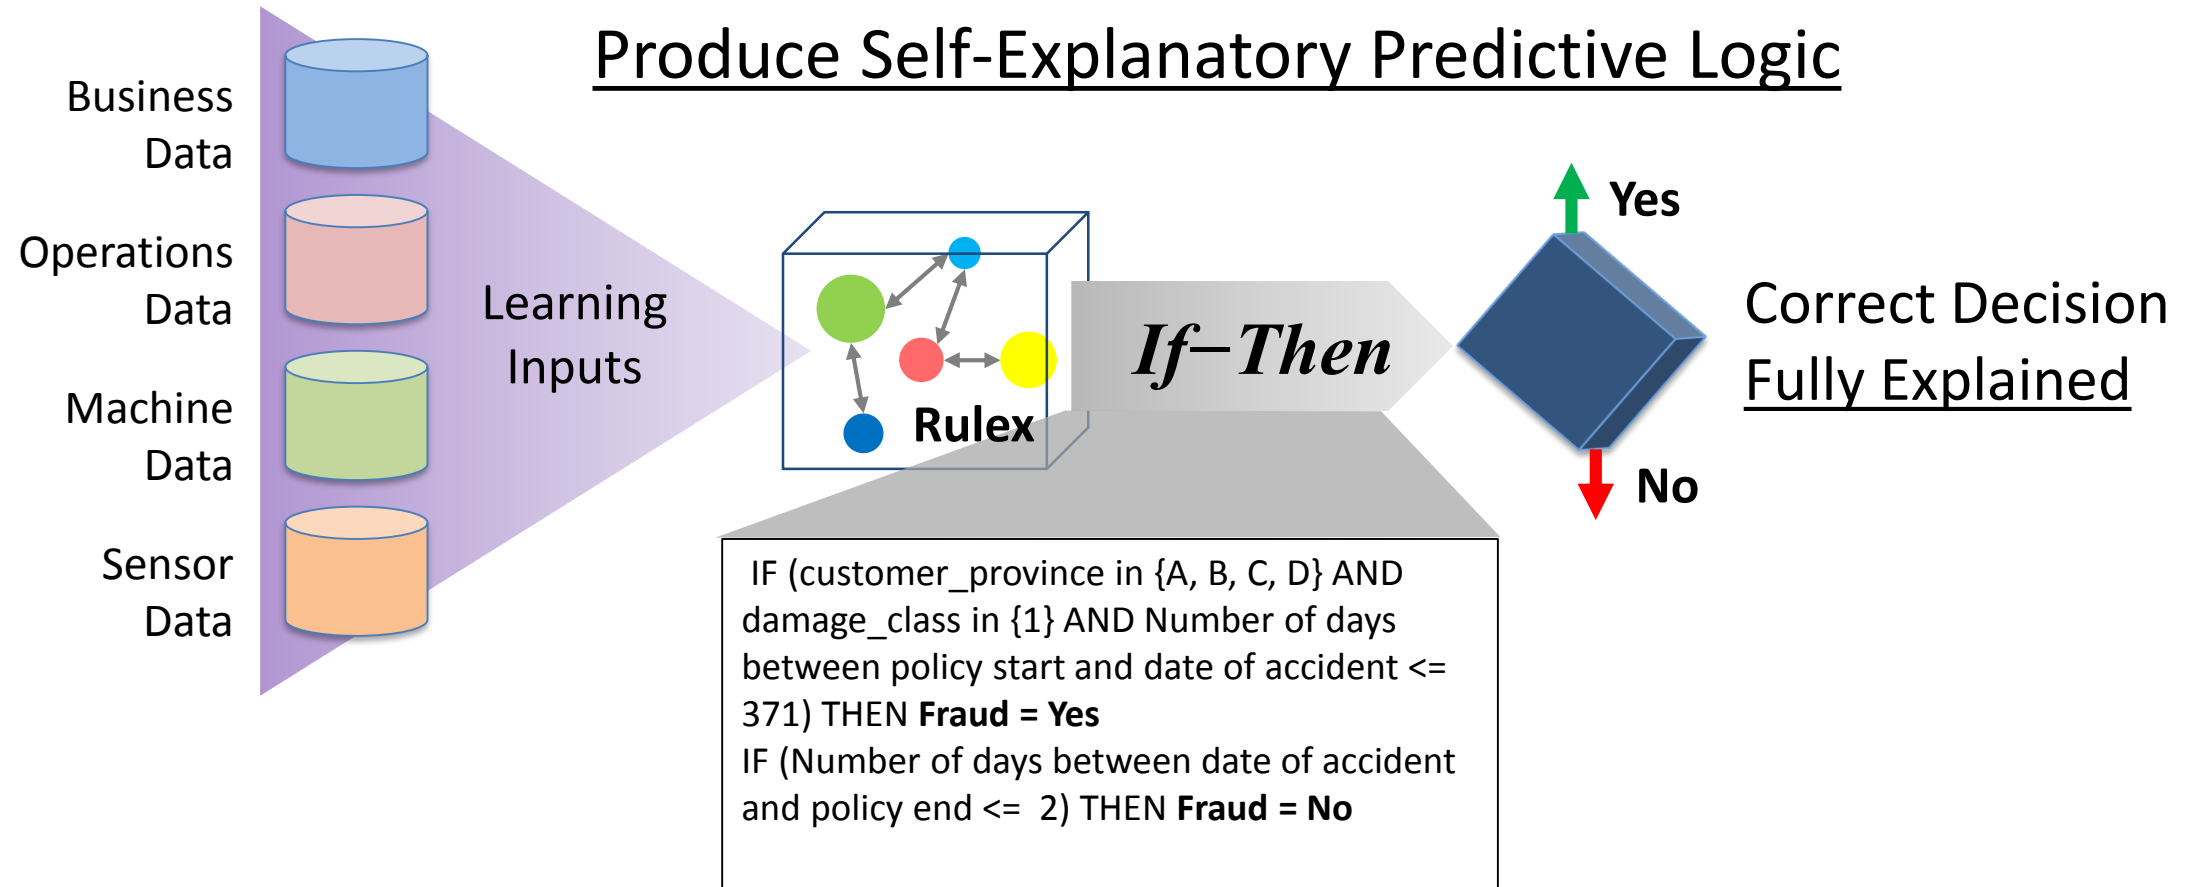 Produce Self-Explanatory Predictive Logic
Business
Data
Operations
Data
Machine
Data
Sensor
Data
Learning
Inputs
Rulex
If−Then
Yes
No
Correct Decision
Fully Explained
IF (customer_province in {A, B, C, D} AND
damage_class in {1} AND Number of days
between policy start and date of accident <=
371) THEN Fraud = Yes
IF (Number of days between date of accident
and policy end <=  2) THEN Fraud = No